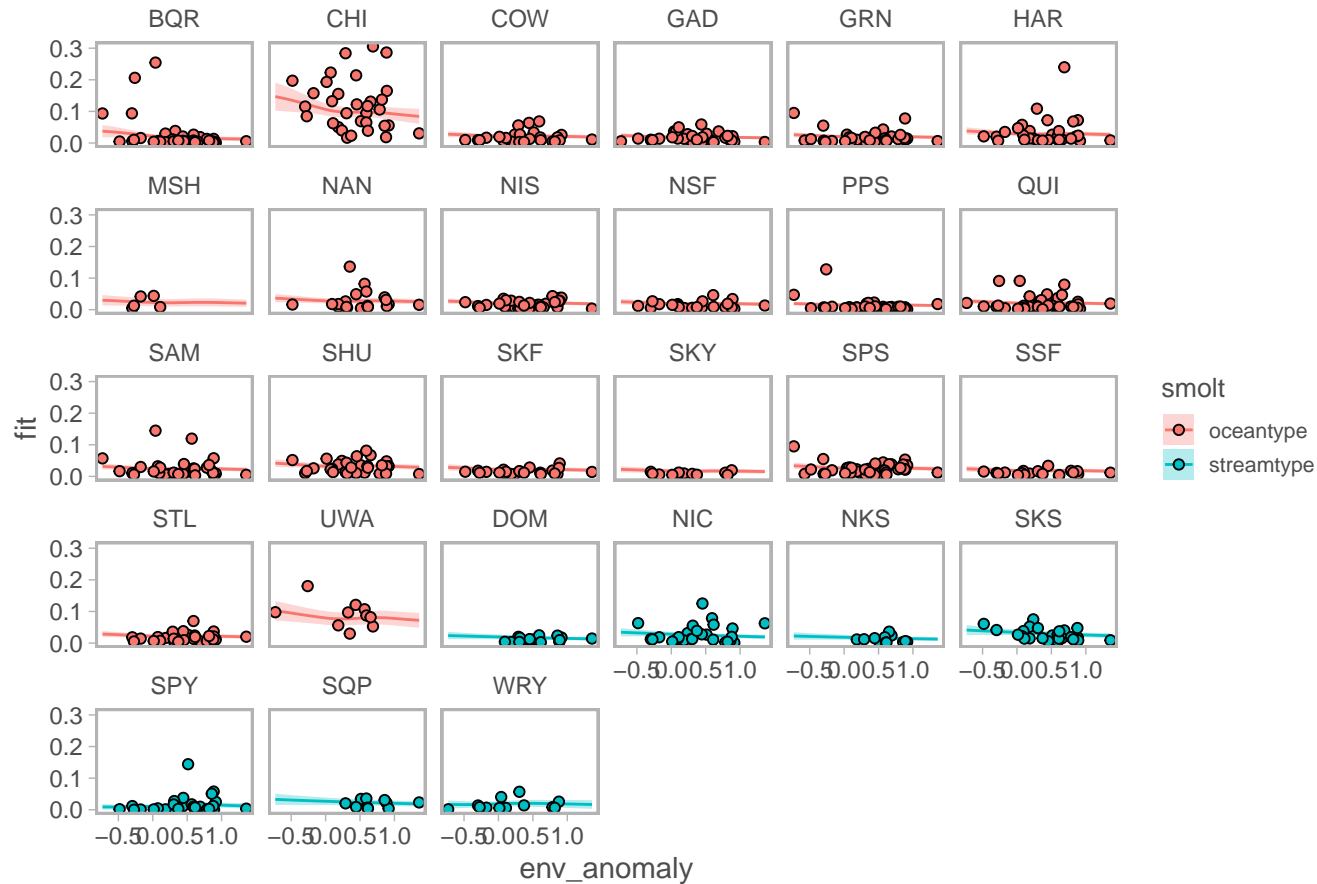 BQR CHI COW GAD GRN HAR
0.3
0.2
0.1
0.0
MSH NAN NIS NSF PPS QUI
0.3
0.2
0.1
0.0
SAM SHU SKF SKY SPS SSF
0.3
0.2
0.1
0.0
fit
smolt
oceantype
streamtype
STL UWA DOM NIC NKS SKS
0.3
0.2
0.1
0.0
−0.5 0.0 0.5 1.0 −0.5 0.0 0.5 1.0 −0.5 0.0 0.5 1.0
SPY SQP WRY
0.3
0.2
0.1
0.0
−0.5 0.0 0.5 1.0 −0.5 0.0 0.5 1.0 −0.5 0.0 0.5 1.0
env_anomaly